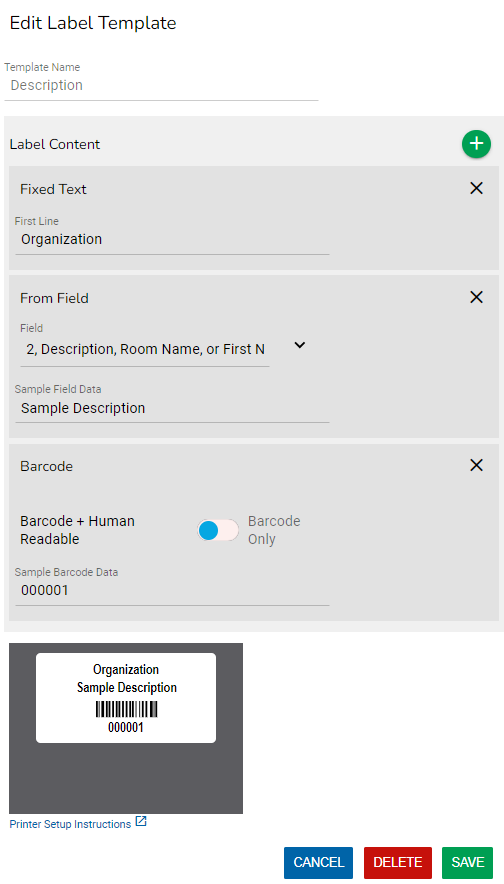 Edit Label Template
Template Name
Description
Label Content
Fixed Text
First Line
Organization
From Field
Field
2, Description, Room Name, or First N
Sample Field Data
Sample Description
Barcode
Barcode + Human
Readable
Barcode
Only
Sample Barcode Data
000001
Organization
Sample Description
000001
Printer Setup Instructions
CANCEL
DELETE
SAVE